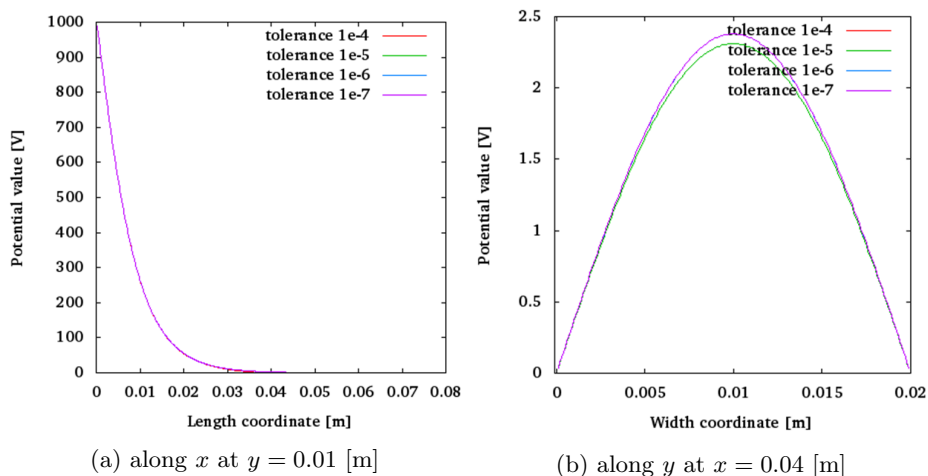 1000
900
800
700
600
500
400
300
200
100
0
Potential value [V]
tolerance 1e-4
tolerance 1e-5
tolerance 1e-6
tolerance 1e-7
0 0.01 0.02 0.03 0.04 0.05 0.06 0.07 0.08
Length coordinate [m]
(a) along x at y = 0.01 [m]
2.5
2
1.5
1
0.5
0
Potential value [V]
tolerance 1e-4
tolerance 1e-5
tolerance 1e-6
tolerance 1e-7
0 0.005 0.01 0.015 0.02
Width coordinate [m]
(b) along y at x = 0.04 [m]